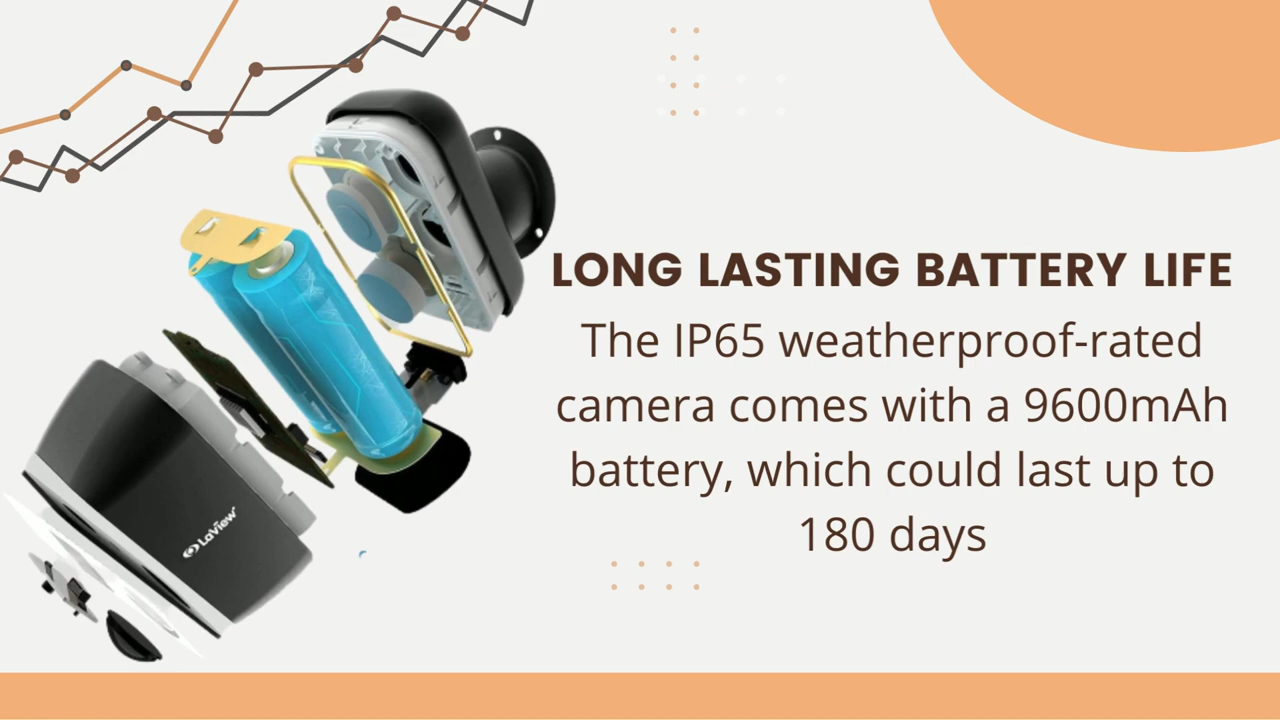 LONG LASTING BATTERY LIFE
The IP65 weatherproof-rated
camera comes with a 9600mAh
battery, which could last up to
180 days
LaView